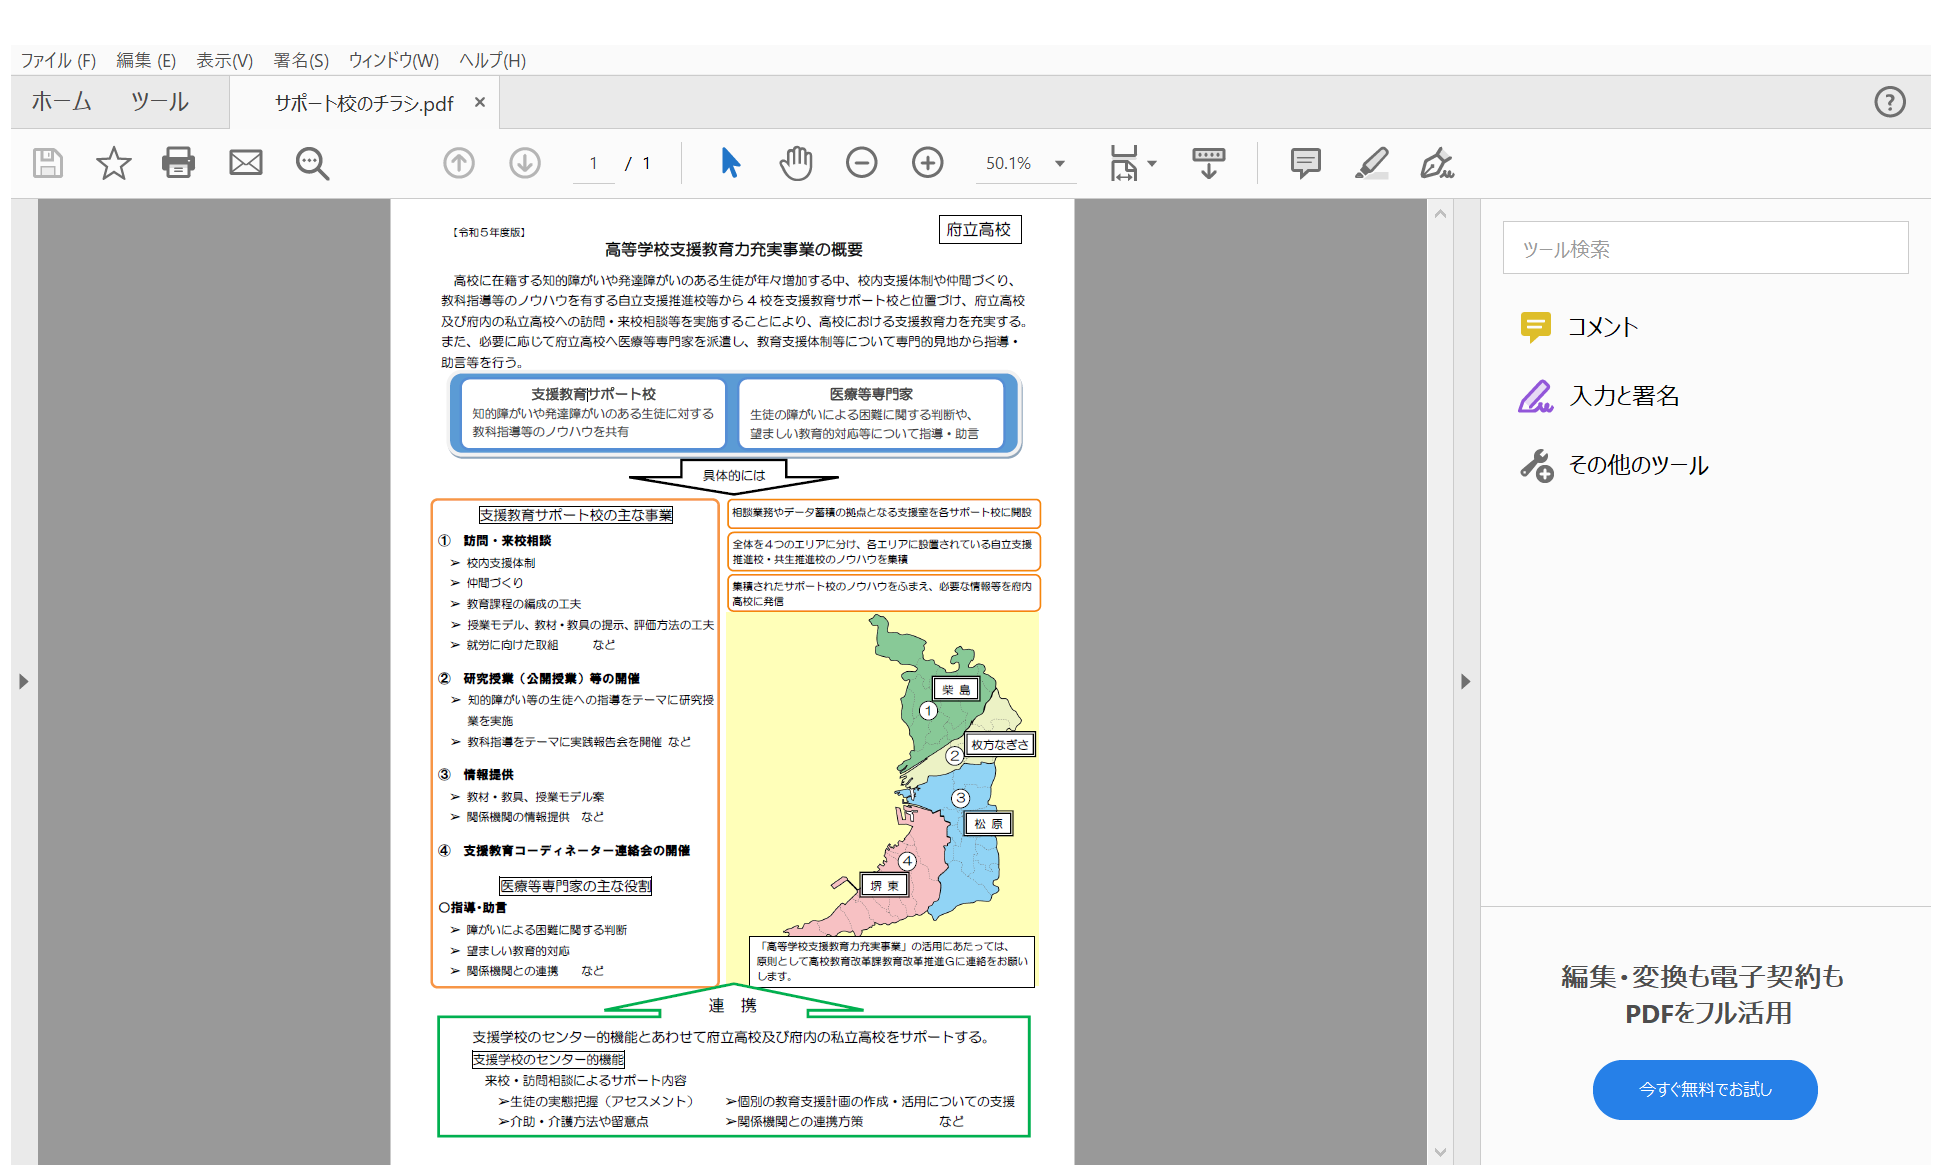 ファイル (F) 編集 (E) 表示(V) 署名(S) ウィンドウ(W) ヘルプ(H)
ホーム ツール サポート校のチラシ.pdf ×
1 / 1 50.1%
【令和５年度版】
府立高校
高等学校支援教育力充実事業の概要
高校に在籍する知的障がいや発達障がいのある生徒が年々増加する中、校内支援体制や仲間づくり、
教科指導等のノウハウを有する自立支援推進校等から４校を支援教育サポート校と位置づけ、府立高校
及び府内の私立高校への訪問・来校相談等を実施することにより、高校における支援教育力を充実する。
また、必要に応じて府立高校へ医療等専門家を派遣し、教育支援体制等について専門的見地から指導・
助言等を行う。
支援教育サポート校
知的障がいや発達障がいのある生徒に対する
教科指導等のノウハウを共有
医療等専門家
生徒の障がいによる困難に関する判断や、
望ましい教育的対応等について指導・助言
具体的には
支援教育サポート校の主な事業
① 訪問・来校相談
➢ 校内支援体制
➢ 仲間づくり
➢ 教育課程の編成の工夫
➢ 授業モデル、教材・教具の提示、評価方法の工夫
➢ 就労に向けた取組 など
② 研究授業（公開授業）等の開催
➢ 知的障がい等の生徒への指導をテーマに研究授
業を実施
➢ 教科指導をテーマに実践報告会を開催 など
③ 情報提供
➢ 教材・教具、授業モデル案
➢ 関係機関の情報提供 など
④ 支援教育コーディネーター連絡会の開催
医療等専門家の主な役割
○指導・助言
➢ 障がいによる困難に関する判断
➢ 望ましい教育的対応
➢ 関係機関との連携 など
相談業務やデータ蓄積の拠点となる支援室を各サポート校に開設
全体を４つのエリアに分け、各エリアに設置されている自立支援
推進校・共生推進校のノウハウを集積
集積されたサポート校のノウハウをふまえ、必要な情報等を府内
高校に発信
柴 島
①
枚方なぎさ
②
③
松 原
④
堺 東
「高等学校支援教育力充実事業」の活用にあたっては、
原則として高校教育改革課教育改革推進Ｇに連絡をお願い
します。
連 携
支援学校のセンター的機能とあわせて府立高校及び府内の私立高校をサポートする。
支援学校のセンター的機能
来校・訪問相談によるサポート内容
➢生徒の実態把握（アセスメント） ➢個別の教育支援計画の作成・活用についての支援
➢介助・介護方法や留意点 ➢関係機関との連携方策 など
ツール検索
コメント
入力と署名
その他のツール
編集・変換も電子契約も
PDFをフル活用
今すぐ無料でお試し